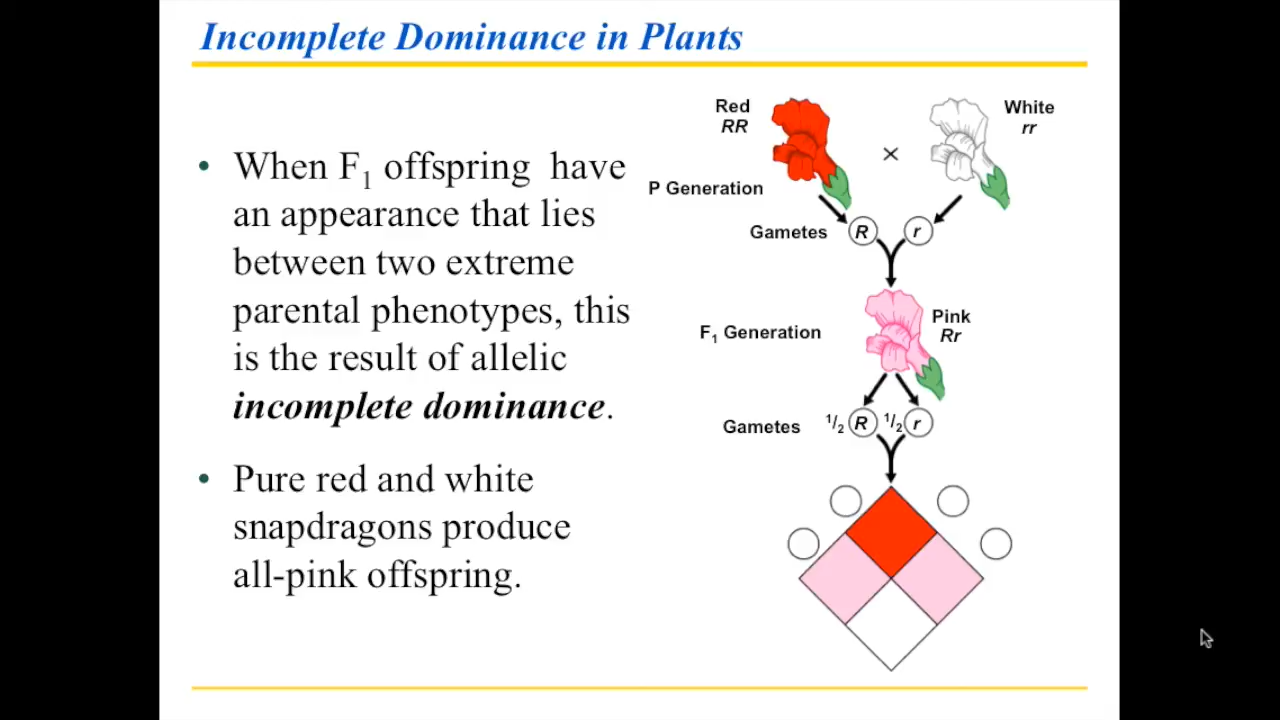 Incomplete Dominance in Plants
• When F1 offspring have
an appearance that lies
between two extreme
parental phenotypes, this
is the result of allelic
incomplete dominance.
• Pure red and white
snapdragons produce
all-pink offspring.
Red
RR
×
White
rr
P Generation
Gametes
R
r
F1 Generation
Pink
Rr
Gametes
1/2 R 1/2 r